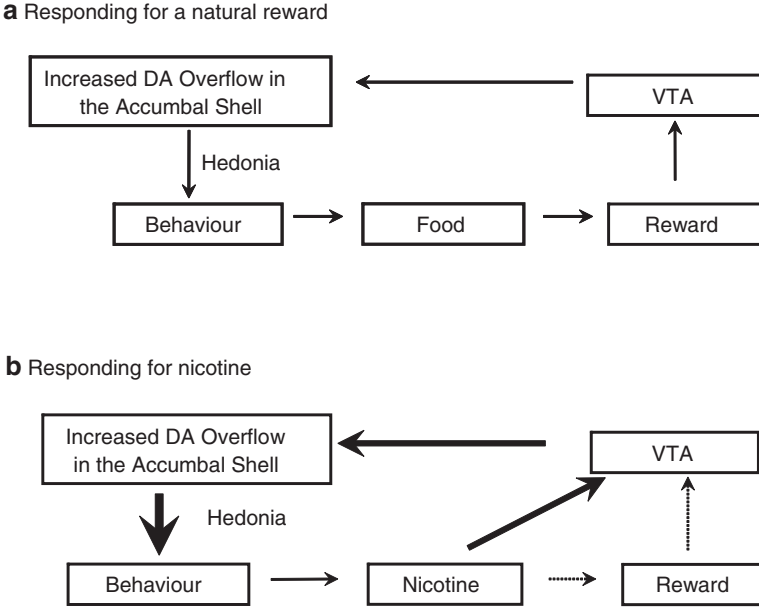 a Responding for a natural reward
Increased DA Overflow in
the Accumbal Shell
VTA
Hedonia
Behaviour
Food
Reward
b Responding for nicotine
Increased DA Overflow
in the Accumbal Shell
VTA
Hedonia
Behaviour
Nicotine
Reward